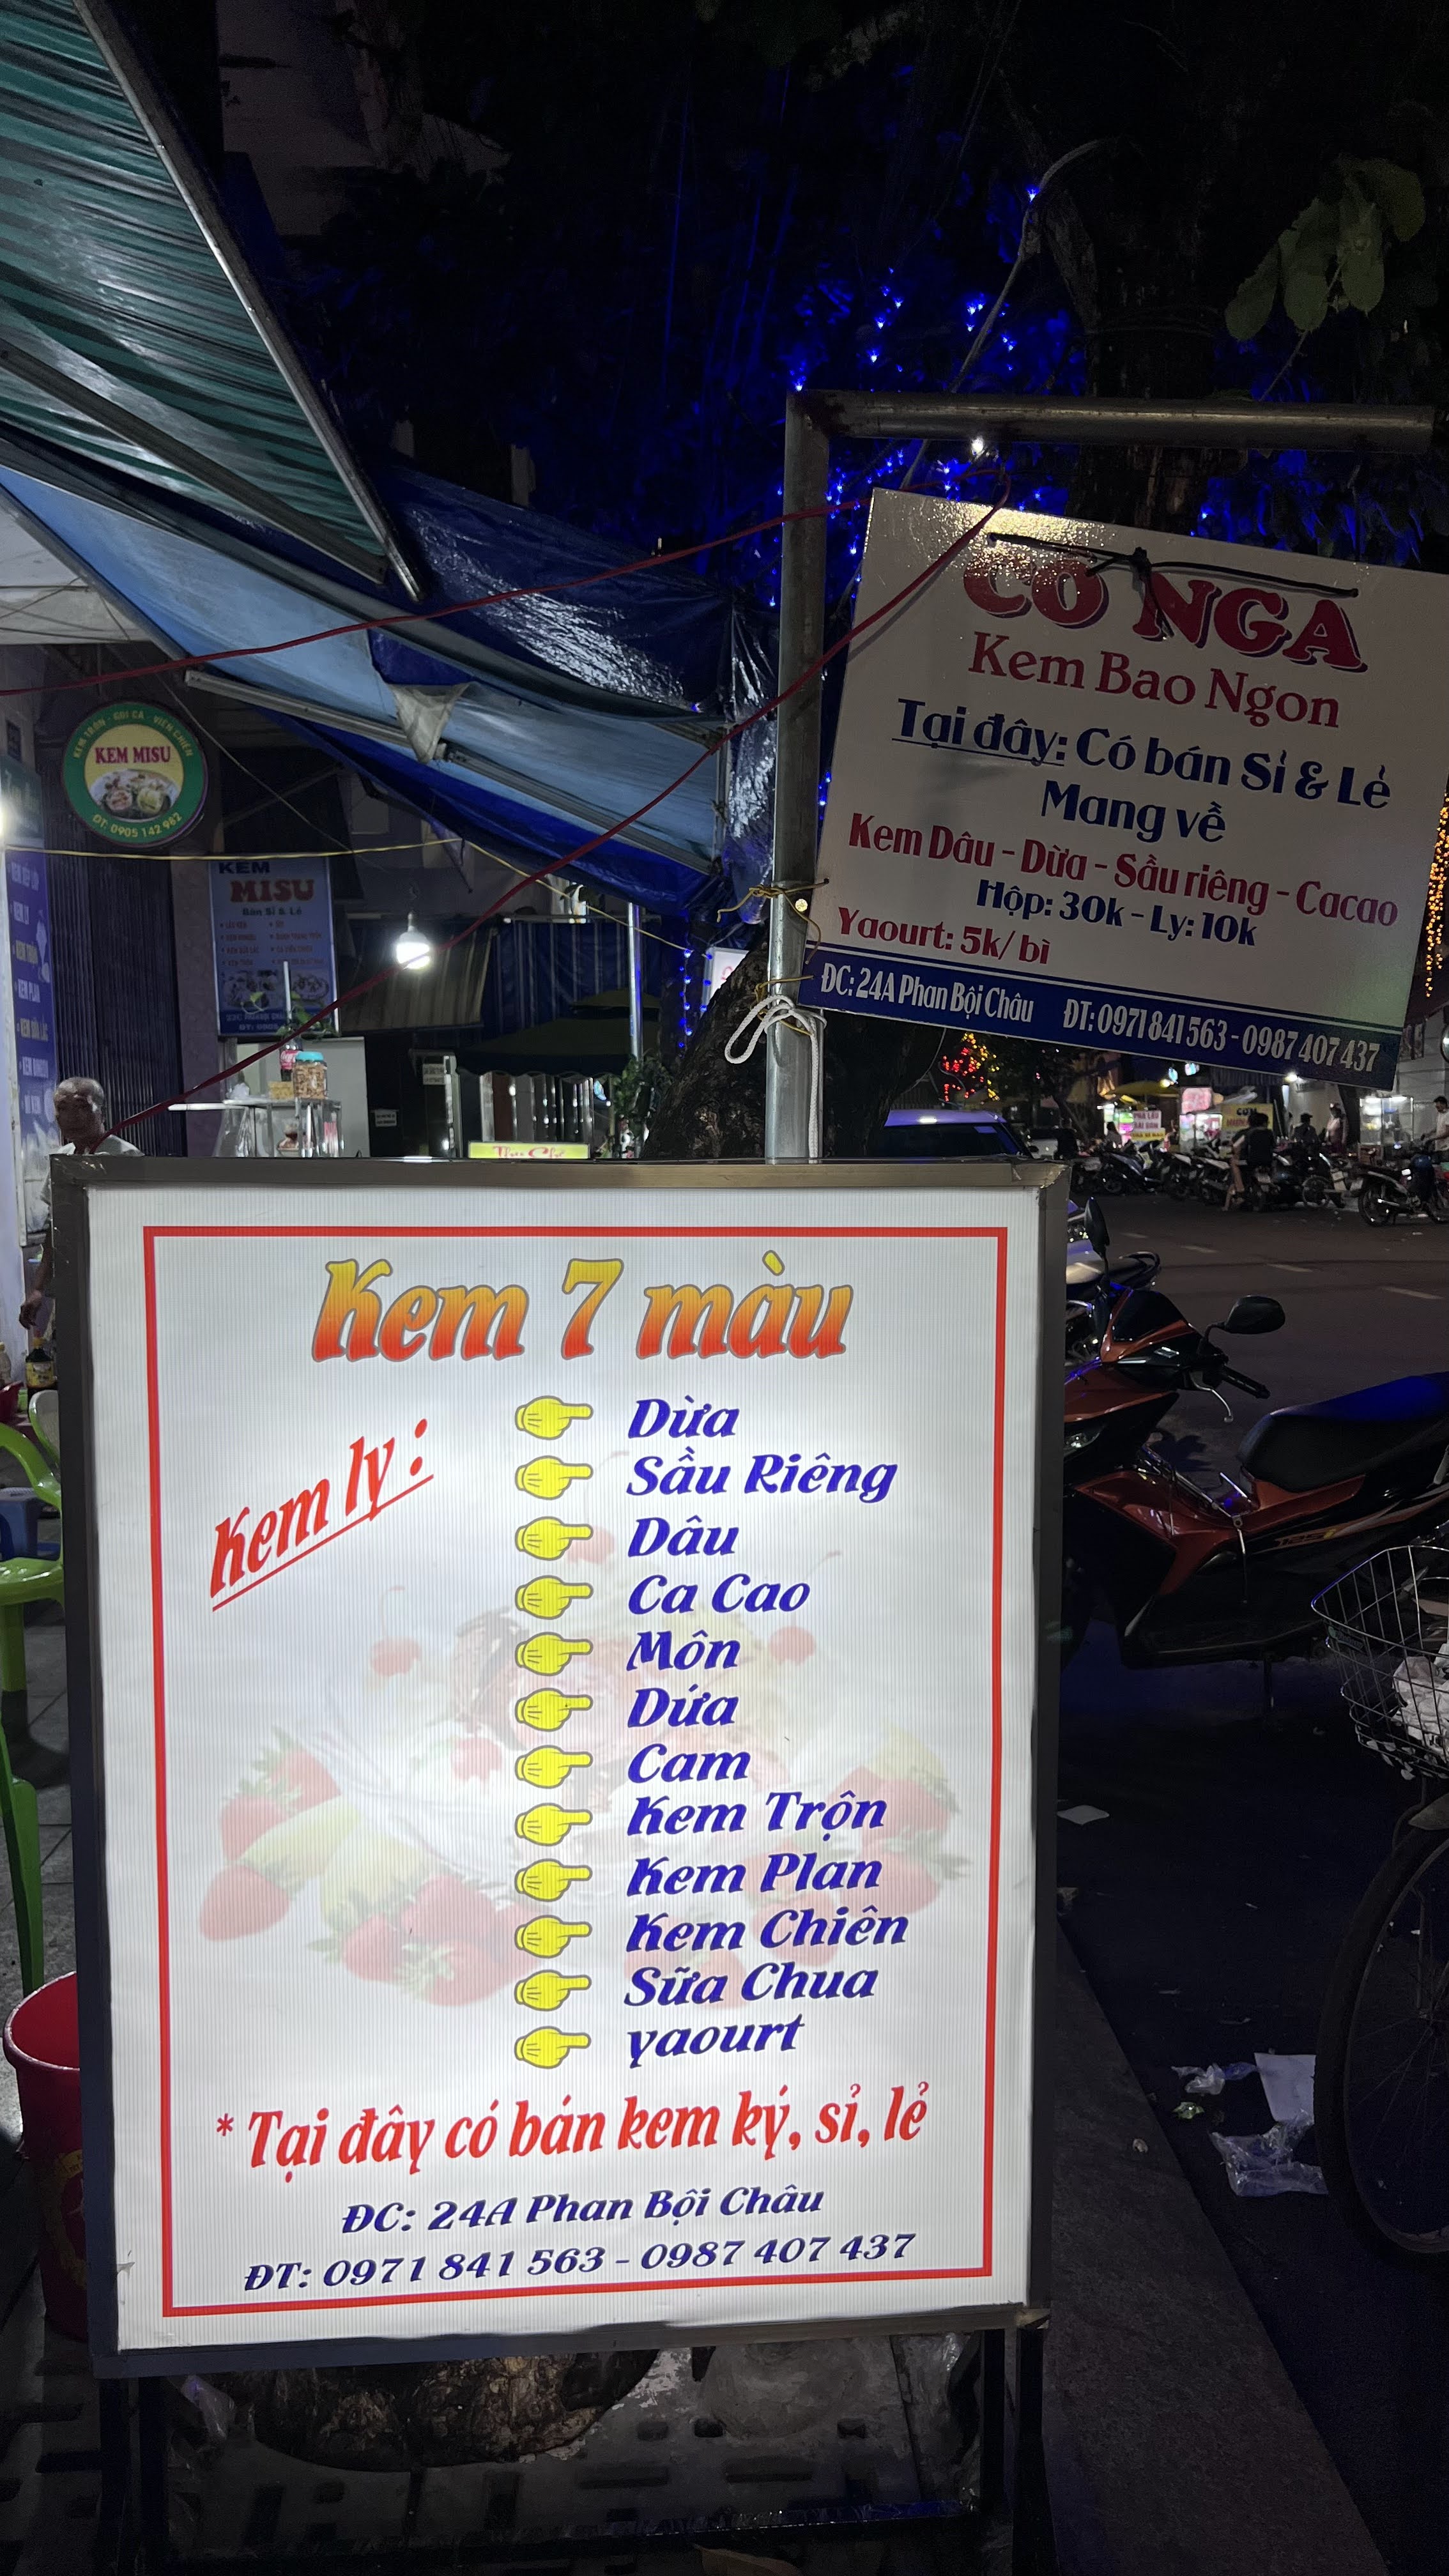 CÔ NGA
Kem Bao Ngon
Tại đây: Có bán Sỉ & Lẻ
Mang về
Kem Dâu - Dừa - Sầu riêng - Cacao
Hộp: 30k - Ly: 10k
Yaourt: 5k/ bì
ĐC: 24A Phan Bội Châu ĐT: 0971 841 563 - 0987 407 437
KEM MISU
ĐT: 0905 142 982
KEM
MISU
Bán Sỉ & Lẻ
Kem 7 màu
Kem ly:
Dừa
Sầu Riêng
Dâu
Ca Cao
Môn
Dứa
Cam
Kem Trộn
Kem Plan
Kem Chiên
Sữa Chua
yaourt
* Tại đây có bán kem ký, sỉ, lẻ
ĐC: 24A Phan Bội Châu
ĐT: 0971 841 563 - 0987 407 437